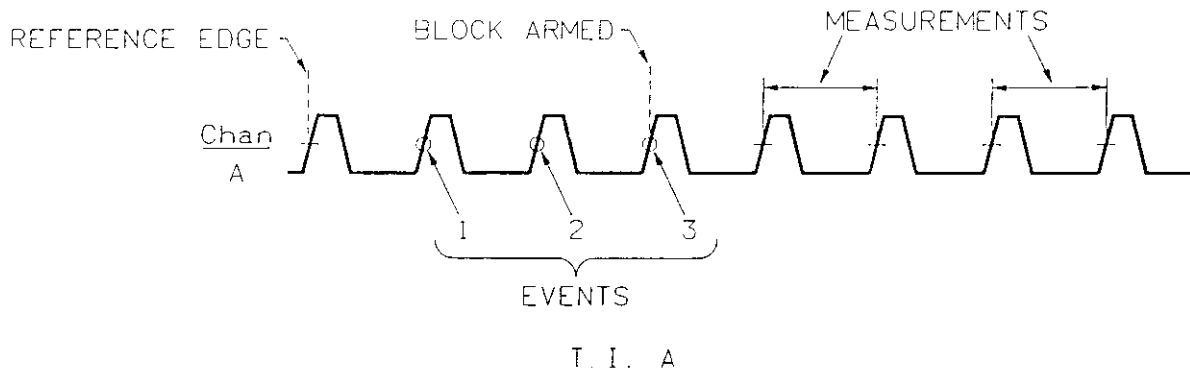 MEASUREMENTS
REFERENCE EDGE
BLOCK ARMED
Chan
A
1 2 3
EVENTS
T.I. A